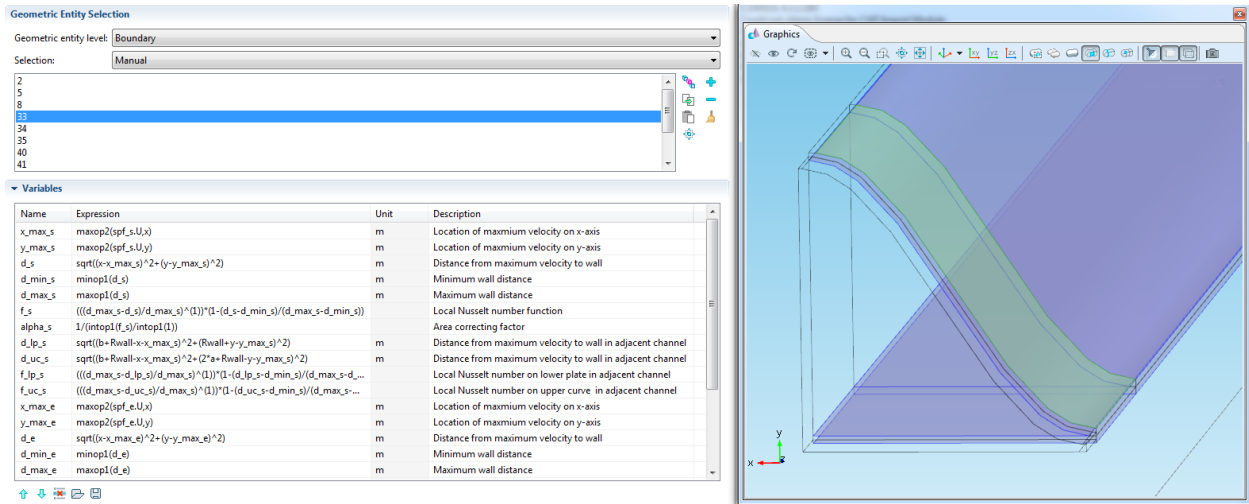 Geometric Entity Selection
Geometric entity level: Boundary
Selection: Manual
2
5
8
33
34
35
40
41
Variables
Name Expression Unit Description
x_max_s maxop2(spf_s.U,x) m Location of maxmium velocity on x-axis
y_max_s maxop2(spf_s.U,y) m Location of maxmium velocity on y-axis
d_s sqrt((x-x_max_s)^2+(y-y_max_s)^2) m Distance from maximum velocity to wall
d_min_s minop1(d_s) m Minimum wall distance
d_max_s maxop1(d_s) m Maximum wall distance
f_s (((d_max_s-d_s)/d_max_s)^(1))*(1-(d_s-d_min_s)/(d_max_s-d_min_s)) Local Nusselt number function
alpha_s 1/(intop1(f_s)/intop1(1)) Area correcting factor
d_lp_s sqrt((b+Rwall-x-x_max_s)^2+(Rwall+y-y_max_s)^2) m Distance from maximum velocity to wall in adjacent channel
d_uc_s sqrt((b+Rwall-x-x_max_s)^2+(2*a+Rwall-y-y_max_s)^2) m Distance from maximum velocity to wall in adjacent channel
f_lp_s (((d_max_s-d_lp_s)/d_max_s)^(1))*(1-(d_lp_s-d_min_s)/(d_max_s-d_... Local Nusselt number on lower plate in adjacent channel
f_uc_s (((d_max_s-d_uc_s)/d_max_s)^(1))*(1-(d_uc_s-d_min_s)/(d_max_s-... Local Nusselt number on upper curve in adjacent channel
x_max_e maxop2(spf_e.U,x) m Location of maxmium velocity on x-axis
y_max_e maxop2(spf_e.U,y) m Location of maxmium velocity on y-axis
d_e sqrt((x-x_max_e)^2+(y-y_max_e)^2) m Distance from maximum velocity to wall
d_min_e minop1(d_e) m Minimum wall distance
d_max_e maxop1(d_e) m Maximum wall distance
Graphics
xy yz zx
y
x z